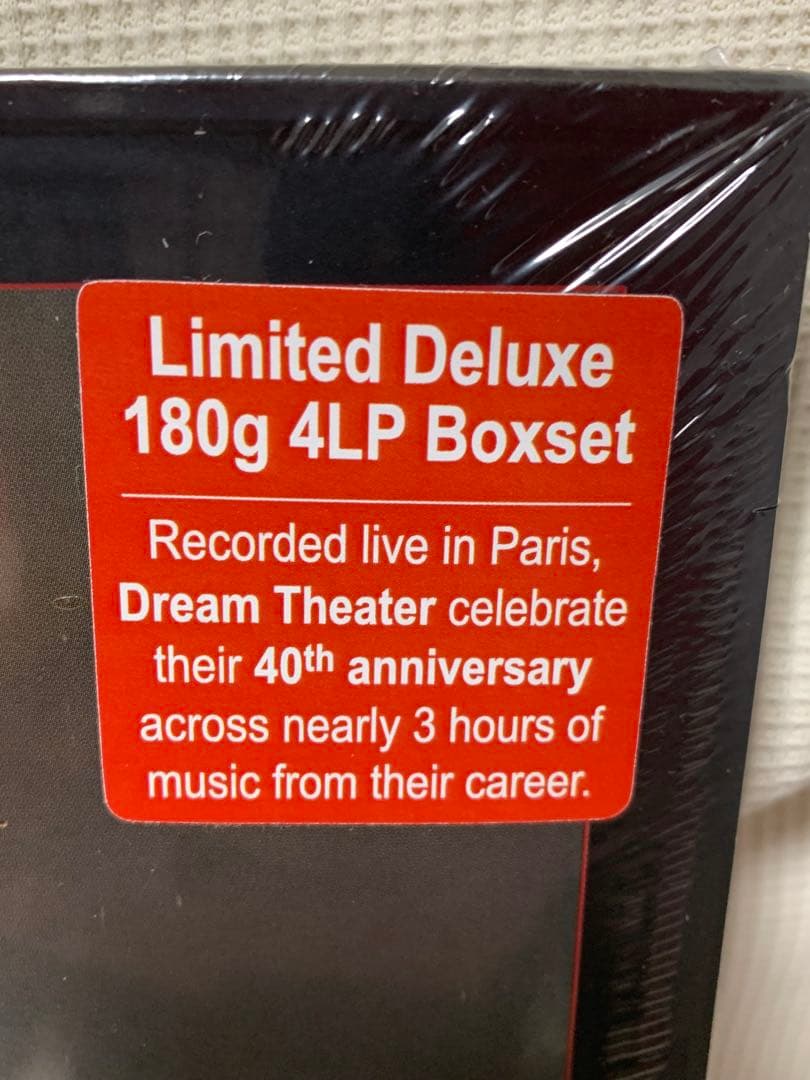 Limited Deluxe
180g 4LP Boxset
Recorded live in Paris,
Dream Theater celebrate
their 40th anniversary
across nearly 3 hours of
music from their career.